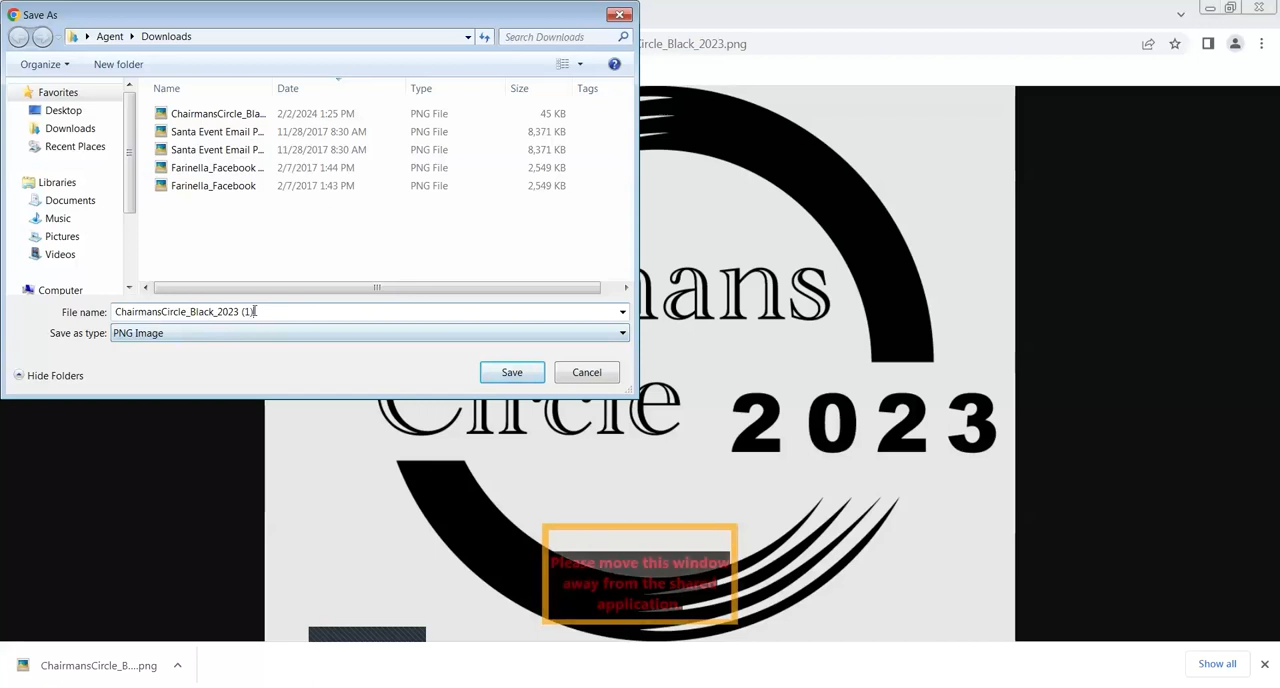 Save As
Agent Downloads
Search Downloads
Circle_Black_2023.png
Organize
New folder
Favorites
Desktop
Downloads
Recent Places
Libraries
Documents
Music
Pictures
Videos
Computer
Name Date Type Size Tags
ChairmansCircle_Bla... 2/2/2024 1:25 PM PNG File 45 KB
Santa Event Email P... 11/28/2017 8:30 AM PNG File 8,371 KB
Santa Event Email P... 11/28/2017 8:30 AM PNG File 8,371 KB
Farinella_Facebook ... 2/7/2017 1:44 PM PNG File 2,549 KB
Farinella_Facebook 2/7/2017 1:43 PM PNG File 2,549 KB
File name: ChairmansCircle_Black_2023 (1)
Save as type: PNG Image
Hide Folders
Save
Cancel
mans
Circle 2023
Please move this window
away from the shared
application.
ChairmansCircle_B....png
Show all